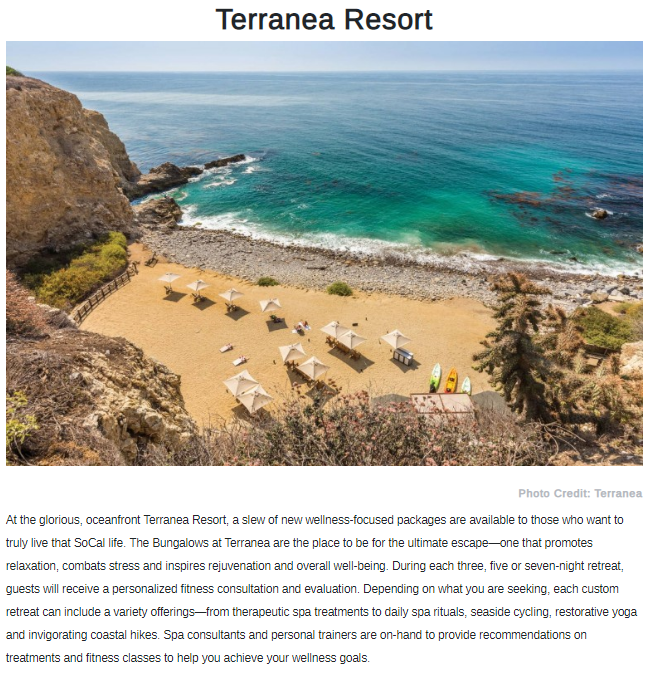 Terranea Resort
Photo Credit: Terranea
At the glorious, oceanfront Terranea Resort, a slew of new wellness-focused packages are available to those who want to
truly live that SoCal life. The Bungalows at Terranea are the place to be for the ultimate escape—one that promotes
relaxation, combats stress and inspires rejuvenation and overall well-being. During each three, five or seven-night retreat,
guests will receive a personalized fitness consultation and evaluation. Depending on what you are seeking, each custom
retreat can include a variety offerings—from therapeutic spa treatments to daily spa rituals, seaside cycling, restorative yoga
and invigorating coastal hikes. Spa consultants and personal trainers are on-hand to provide recommendations on
treatments and fitness classes to help you achieve your wellness goals.